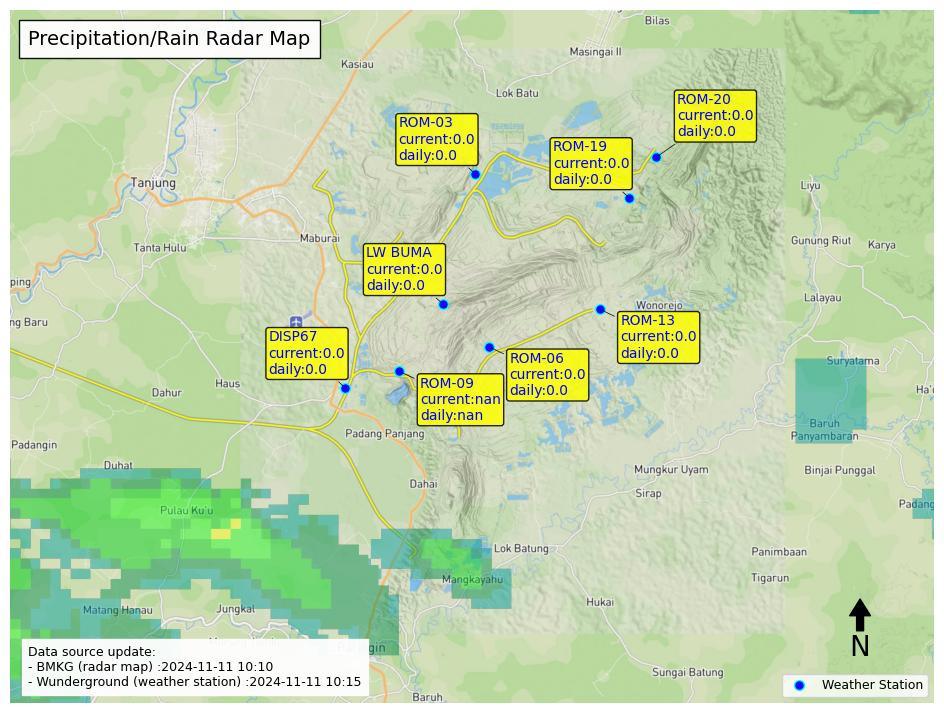 Precipitation/Rain Radar Map
Bilas
Masingai II
Kasiau
Lok Batu
ROM-20
current:0.0
daily:0.0
ROM-03
current:0.0
daily:0.0
ROM-19
current:0.0
daily:0.0
Tanjung
Liyu
Maburai
Tanta Hulu
Gunung Riut
Karya
LW BUMA
current:0.0
daily:0.0
ping
Lalayau
Wonorejo
ng Baru
ROM-13
current:0.0
daily:0.0
DISP67
current:0.0
daily:0.0
ROM-06
current:0.0
daily:0.0
Suryatama
ROM-09
current:nan
daily:nan
Haus
Dahur
Ha'o
Baruh
Panyambaran
Padang Panjang
Padangin
Duhat
Mungkur Uyam
Binjai Punggal
Dahai
Sirap
Padang
Pulau Ku'u
Lok Batung
Panimbaan
Mangkayahu
Tigarun
Hukai
Matang Hanau
Jungkal
N
Data source update:
- BMKG (radar map) :2024-11-11 10:10
- Wunderground (weather station) :2024-11-11 10:15
Sungai Batung
Weather Station
Baruh